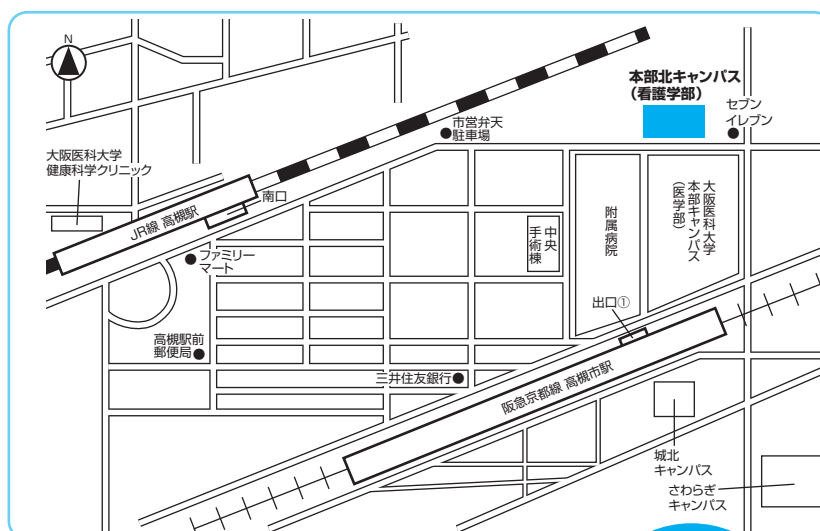 N
本部北キャンパス
（看護学部）
セブン
イレブン
市営弁天
駐車場
大阪医科大学
健康科学クリニック
南口
JR線 高槻駅
ファミリー
マート
中央
手術棟
附属病院
大阪医科大学
本部キャンパス
（医学部）
出口①
高槻駅前
郵便局
三井住友銀行
阪急京都線 高槻市駅
城北
キャンパス
さわらぎ
キャンパス